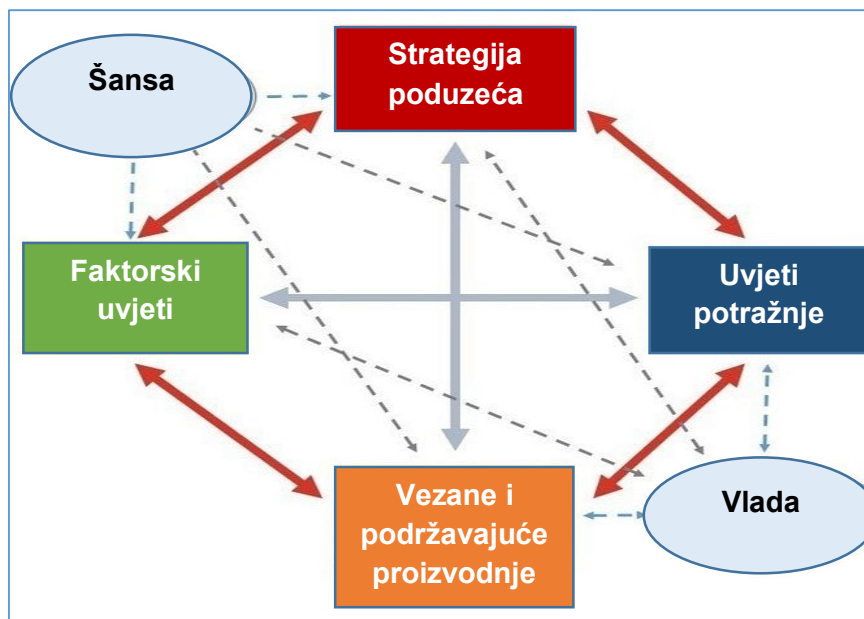 Strategija
poduzeća
Šansa
Faktorski
uvjeti
Uvjeti
potražnje
Vezane i
podržavajuće
proizvodnje
Vlada